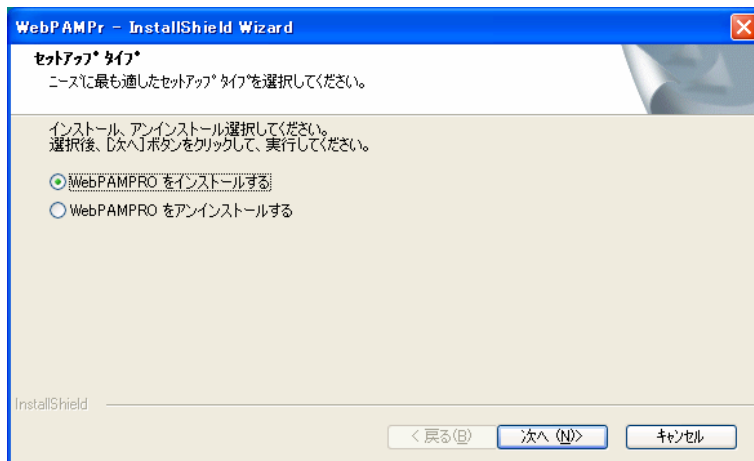 WebPAMPr - InstallShield Wizard
セットアップ タイプ
ニーズに最も適したセットアップ タイプを選択してください。
インストール、アンインストール選択してください。
選択後、[次へ]ボタンをクリックして、実行してください。
WebPAMPRO をインストールする
WebPAMPRO をアンインストールする
InstallShield
< 戻る(B) 次へ (N)> キャンセル